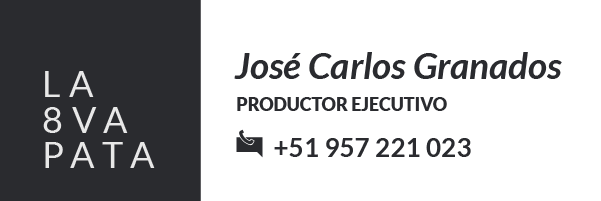 LA
8VA
PATA
José Carlos Granados
PRODUCTOR EJECUTIVO
+51 957 221 023